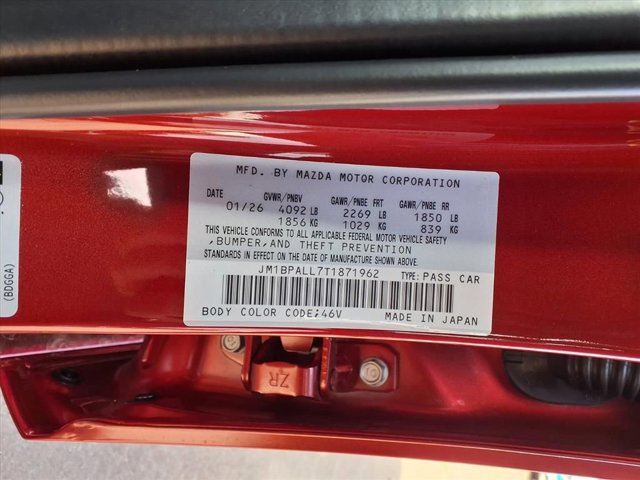 MFD. BY MAZDA MOTOR CORPORATION
DATE GVWR/PNBV GAWR/PNBE FRT GAWR/PNBE RR
01/26 4092 LB 2269 LB 1850 LB
1856 KG 1029 KG 839 KG
THIS VEHICLE CONFORMS TO ALL APPLICABLE FEDERAL MOTOR VEHICLE SAFETY
,BUMPER,AND THEFT PREVENTION
STANDARDS IN EFFECT ON THE DATE OF MANUFACTURE SHOWN ABOVE.
JM1BPALL7T1871962 TYPE: PASS CAR
BODY COLOR CODE:46V MADE IN JAPAN
(BDGGA)
ZR